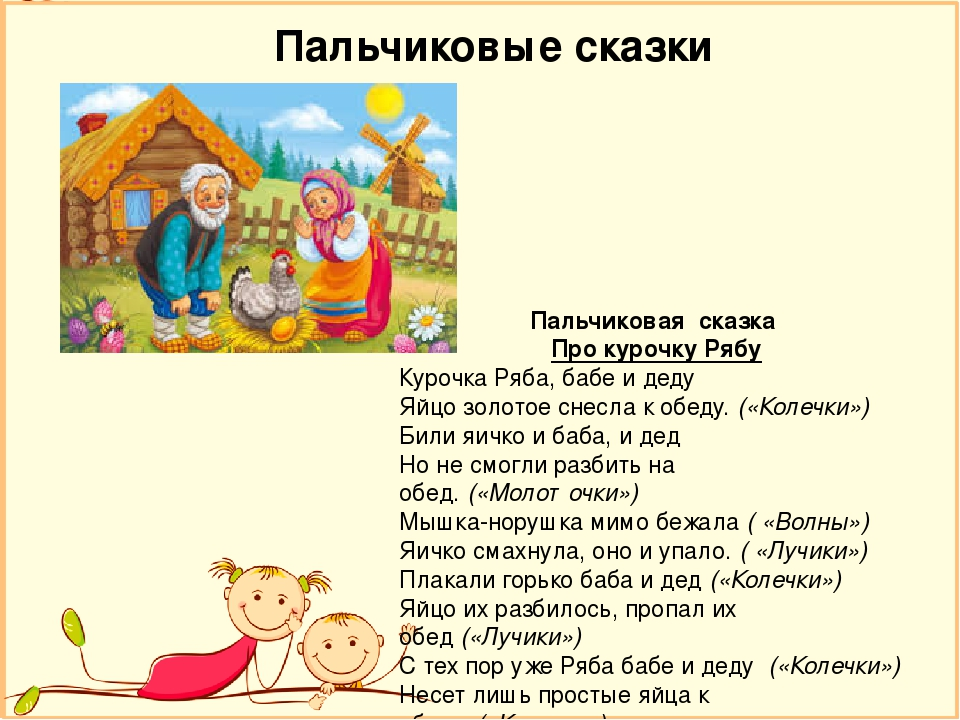 Пальчиковые сказки
Пальчиковая сказка
Про курочку Рябу
Курочка Ряба, бабе и деду
Яйцо золотое снесла к обеду. («Колечки»)
Били яичко и баба, и дед
Но не смогли разбить на
обед. («Молоточки»)
Мышка-норушка мимо бежала ( «Волны»)
Яичко смахнула, оно и упало. ( «Лучики»)
Плакали горько баба и дед («Колечки»)
Яйцо их разбилось, пропал их
обед («Лучики»)
С тех пор уже Ряба бабе и деду («Колечки»)
Несет лишь простые яйца к